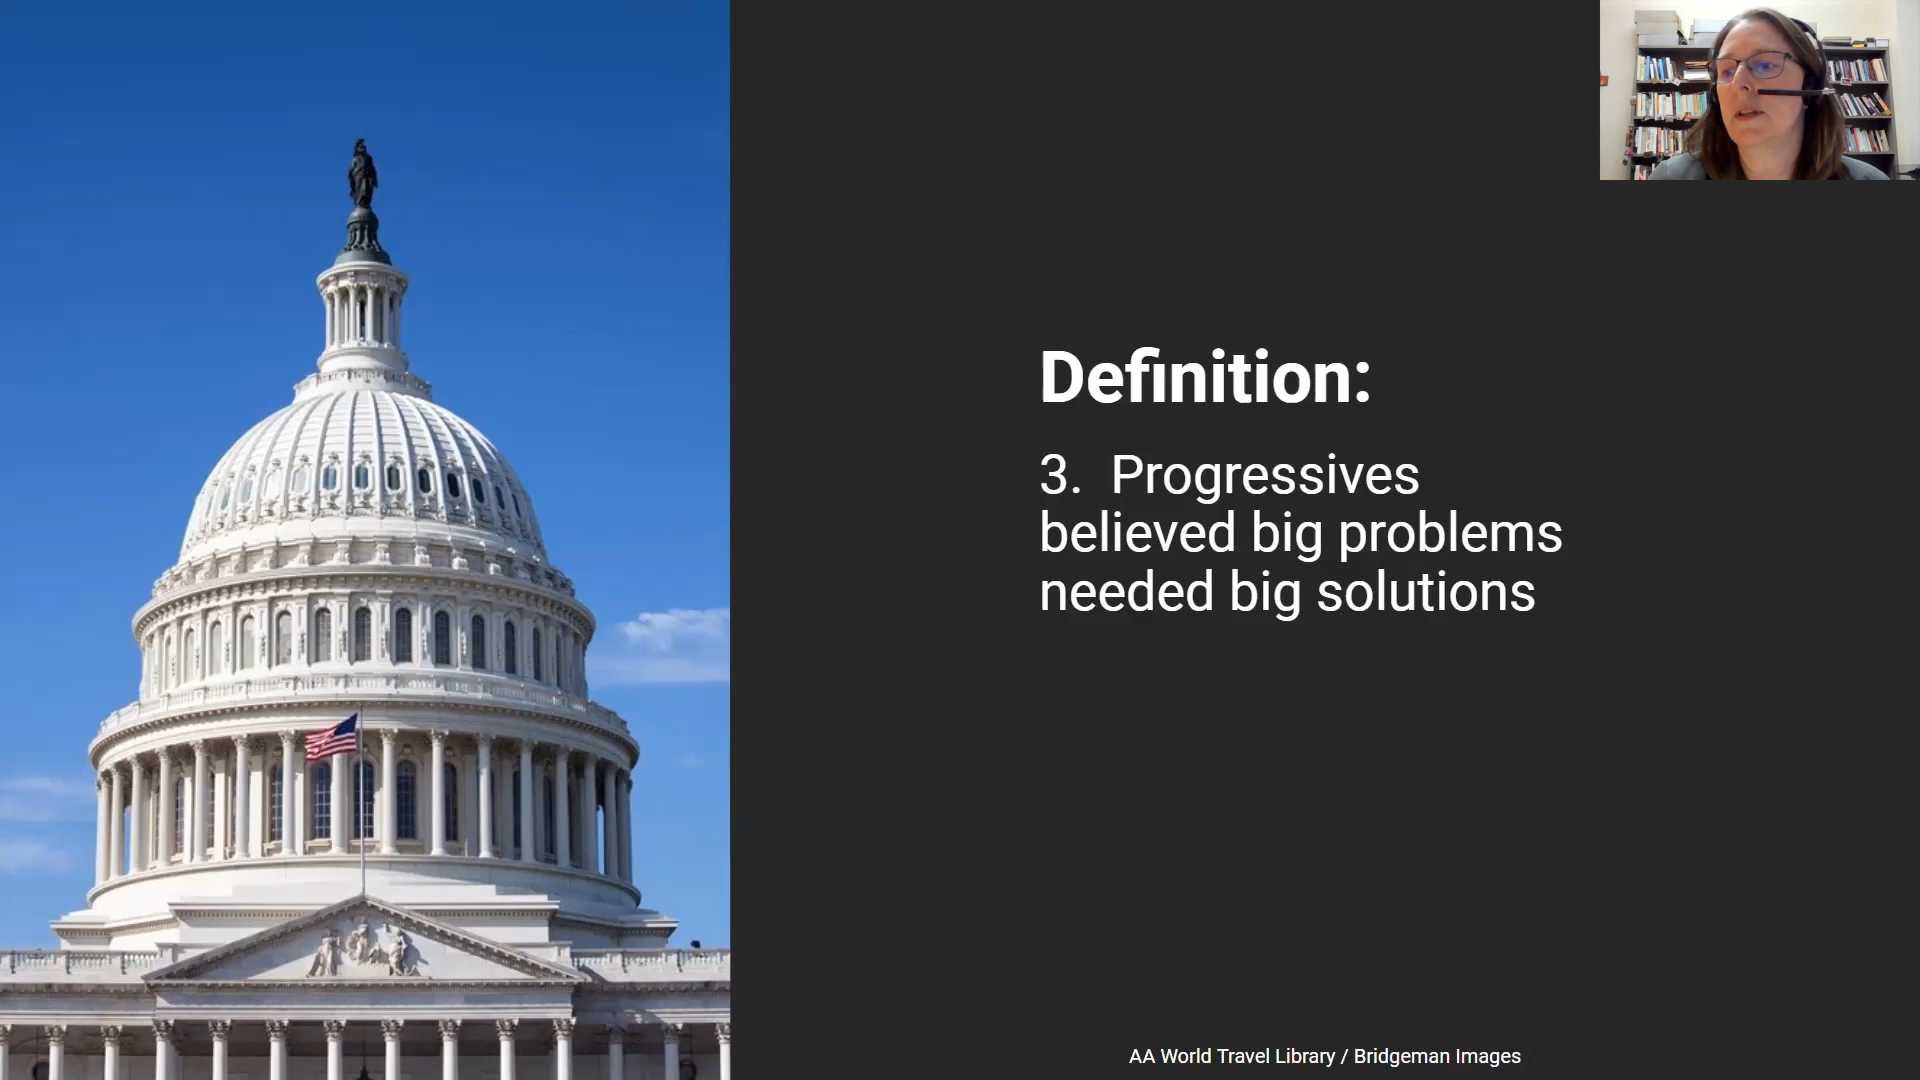 Definition:
3.  Progressives
believed big problems
needed big solutions
AA World Travel Library / Bridgeman Images